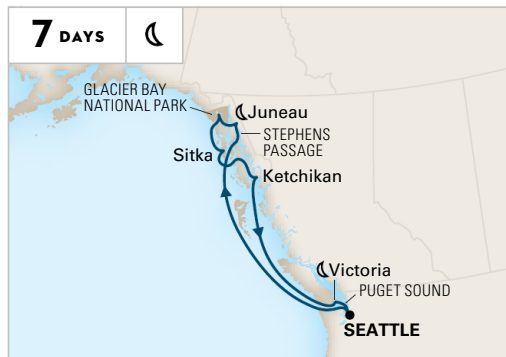 7 DAYS
GLACIER BAY
NATIONAL PARK
Juneau
STEPHENS
PASSAGE
Sitka
Ketchikan
Victoria
PUGET SOUND
SEATTLE